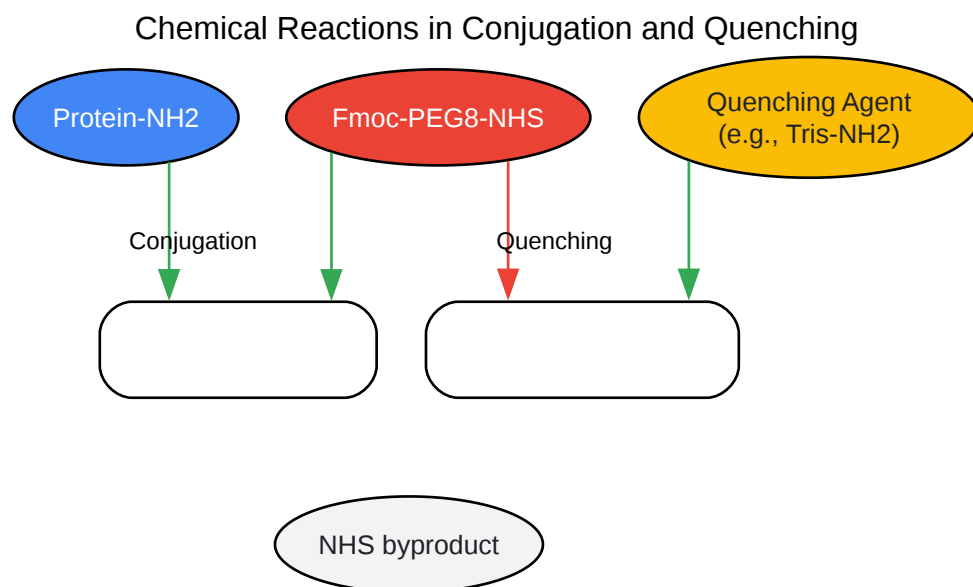 Chemical Reactions in Conjugation and Quenching
Protein-NH2
Fmoc-PEG8-NHS
Quenching Agent
(e.g., Tris-NH2)
Conjugation
Quenching
NHS byproduct